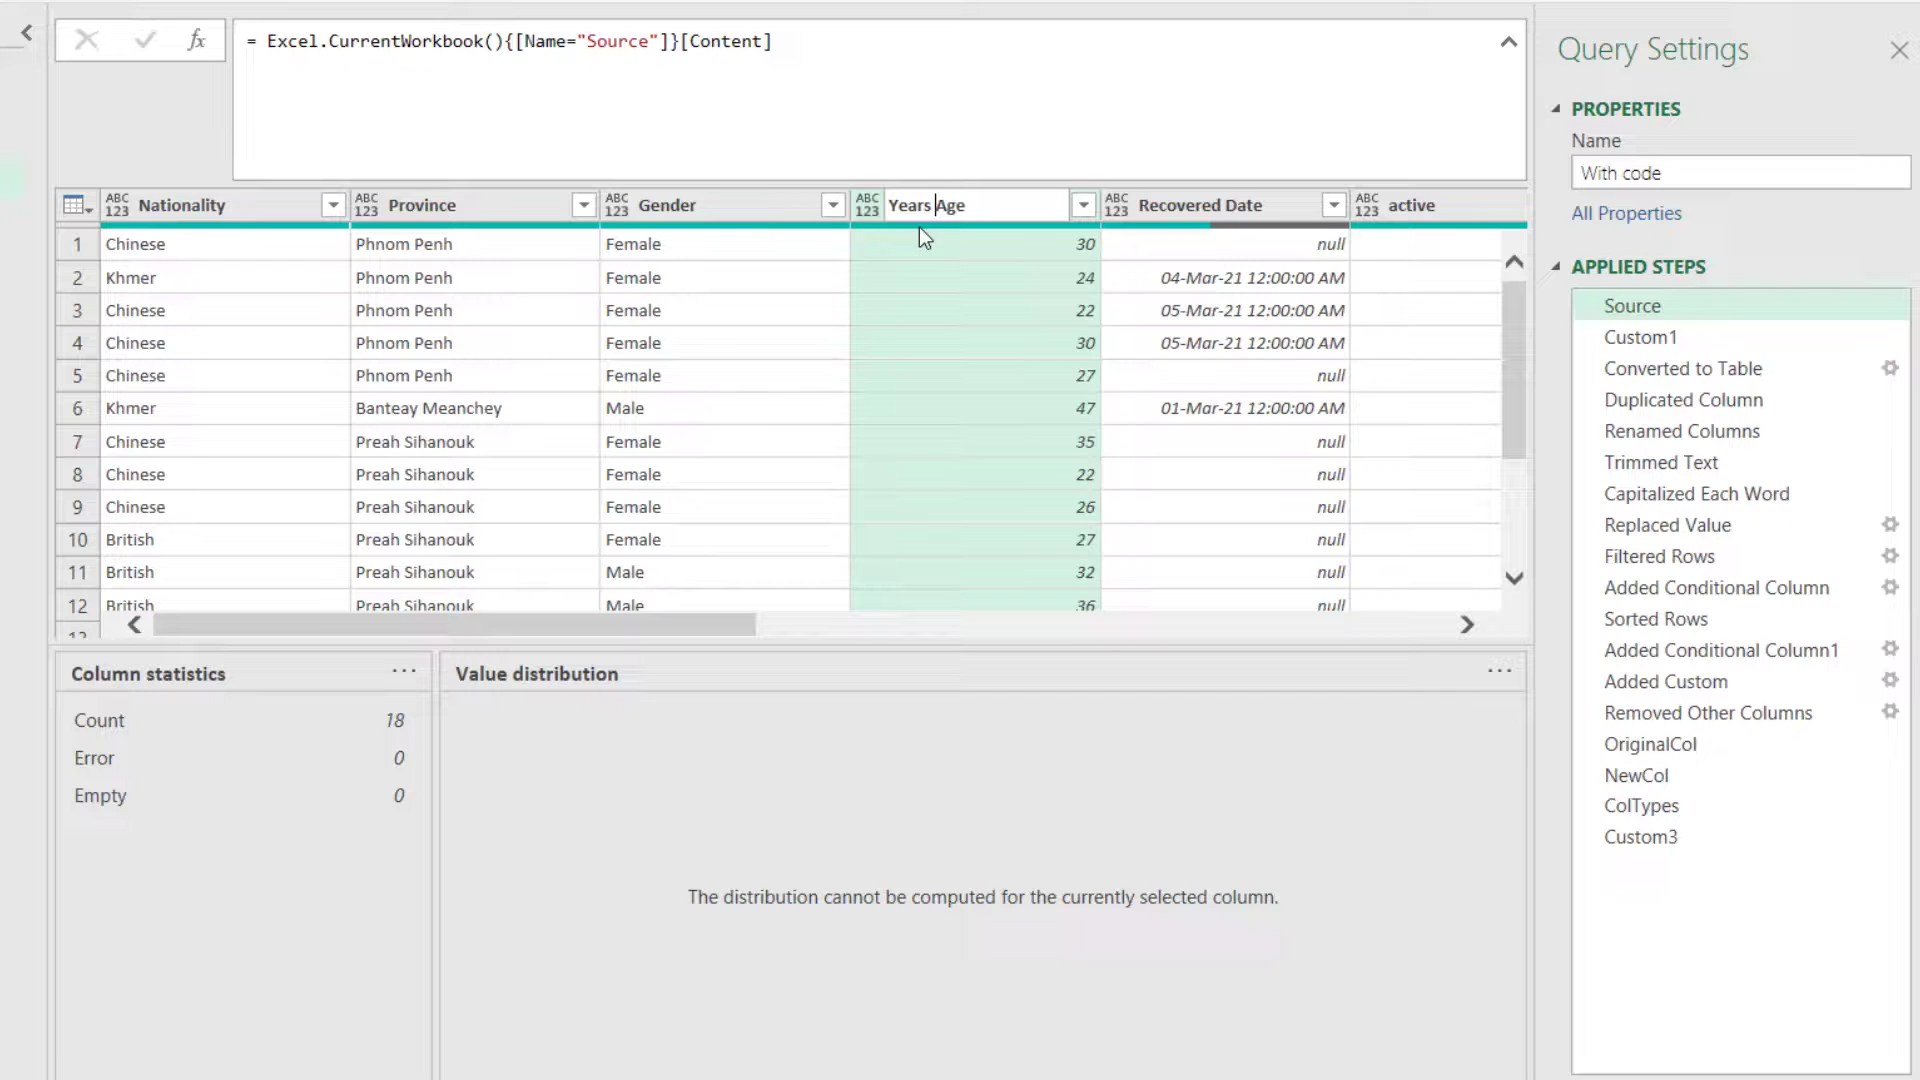 fx
= Excel.CurrentWorkbook(){[Name="Source"]}[Content]
ABC 123 Nationality ABC 123 Province ABC 123 Gender ABC 123 Years Age ABC 123 Recovered Date ABC 123 active
1 Chinese Phnom Penh Female 30 null
2 Khmer Phnom Penh Female 24 04-Mar-21 12:00:00 AM
3 Chinese Phnom Penh Female 22 05-Mar-21 12:00:00 AM
4 Chinese Phnom Penh Female 30 05-Mar-21 12:00:00 AM
5 Chinese Phnom Penh Female 27 null
6 Khmer Banteay Meanchey Male 47 01-Mar-21 12:00:00 AM
7 Chinese Preah Sihanouk Female 35 null
8 Chinese Preah Sihanouk Female 22 null
9 Chinese Preah Sihanouk Female 26 null
10 British Preah Sihanouk Female 27 null
11 British Preah Sihanouk Male 32 null
12 British Preah Sihanouk Male 36 null
13
Column statistics
Count 18
Error 0
Empty 0
Value distribution
The distribution cannot be computed for the currently selected column.
Query Settings
PROPERTIES
Name
With code
All Properties
APPLIED STEPS
Source
Custom1
Converted to Table
Duplicated Column
Renamed Columns
Trimmed Text
Capitalized Each Word
Replaced Value
Filtered Rows
Added Conditional Column
Sorted Rows
Added Conditional Column1
Added Custom
Removed Other Columns
OriginalCol
NewCol
ColTypes
Custom3